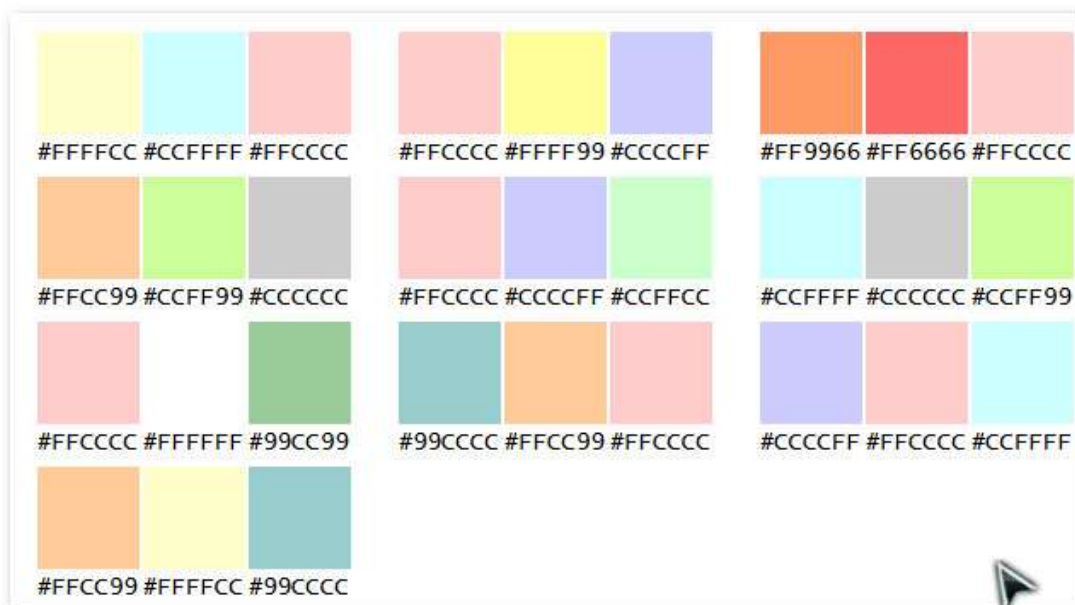 #FFFFCC #CCFFFF #FFCCCC #FFCCCC #FFFF99 #CCCCFF #FF9966 #FF6666 #FFCCCC
#FFCC99 #CCFF99 #CCCCCC #FFCCCC #CCCCFF #CCFFCC #CCFFFF #CCCCCC #CCFF99
#FFCCCC #FFFFFF #99CC99 #99CCCC #FFCC99 #FFCCCC #CCCCFF #FFCCCC #CCFFFF
#FFCC99 #FFFFCC #99CCCC